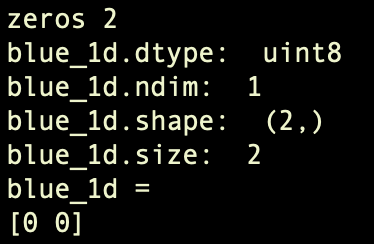 zeros 2
blue_1d.dtype:  uint8
blue_1d.ndim:  1
blue_1d.shape:  (2,)
blue_1d.size:  2
blue_1d =
[0 0]